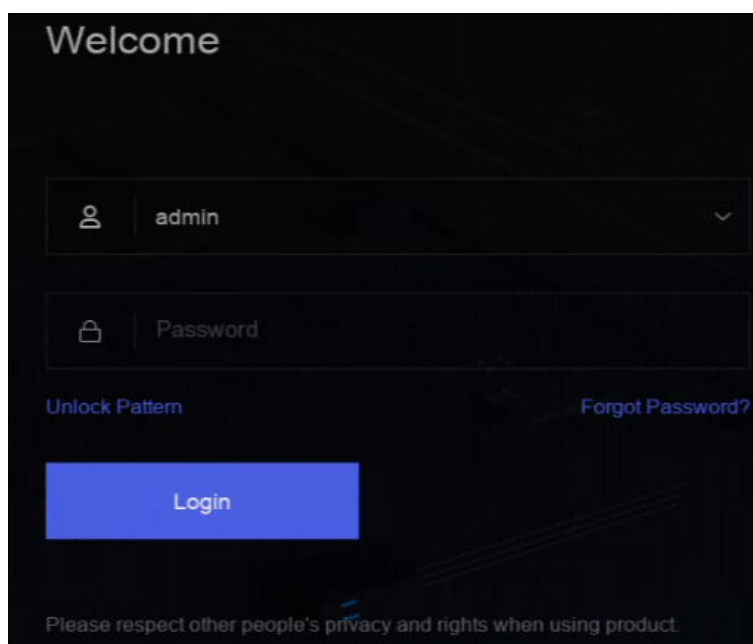 Welcome
admin
Password
Unlock Pattern Forgot Password?
Login
Please respect other people's privacy and rights when using product.